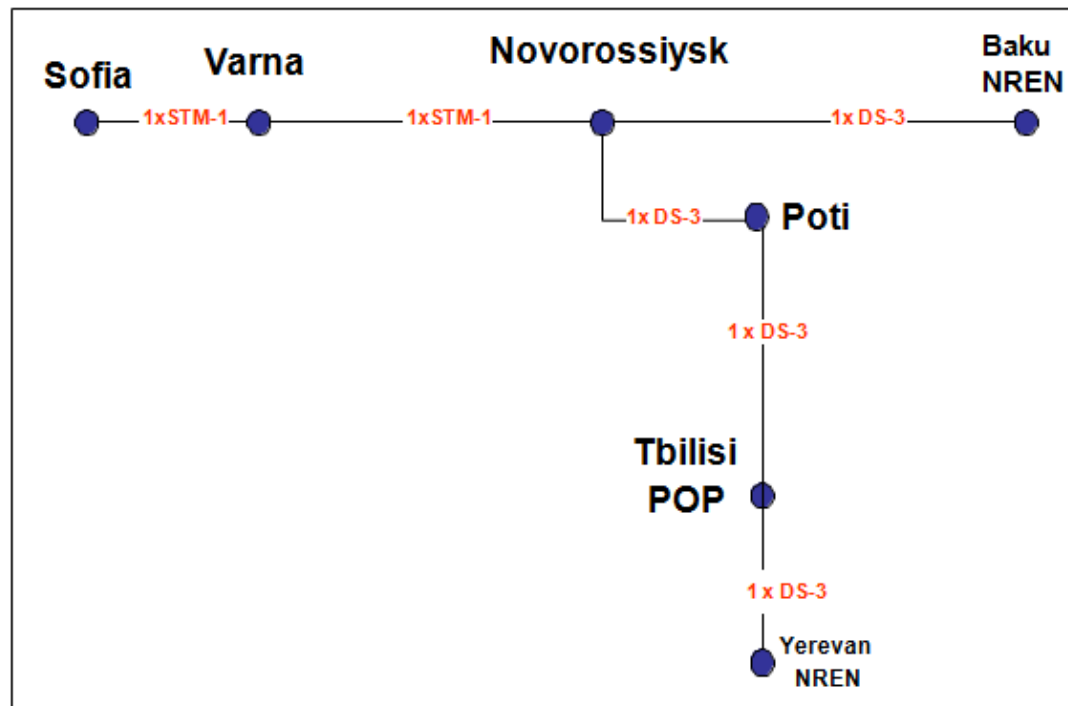 Sofia
Varna
Novorossiysk
Baku
NREN
1xSTM-1
1xSTM-1
1x DS-3
1x DS-3
Poti
1 x DS-3
Tbilisi
POP
1 x DS-3
Yerevan
NREN